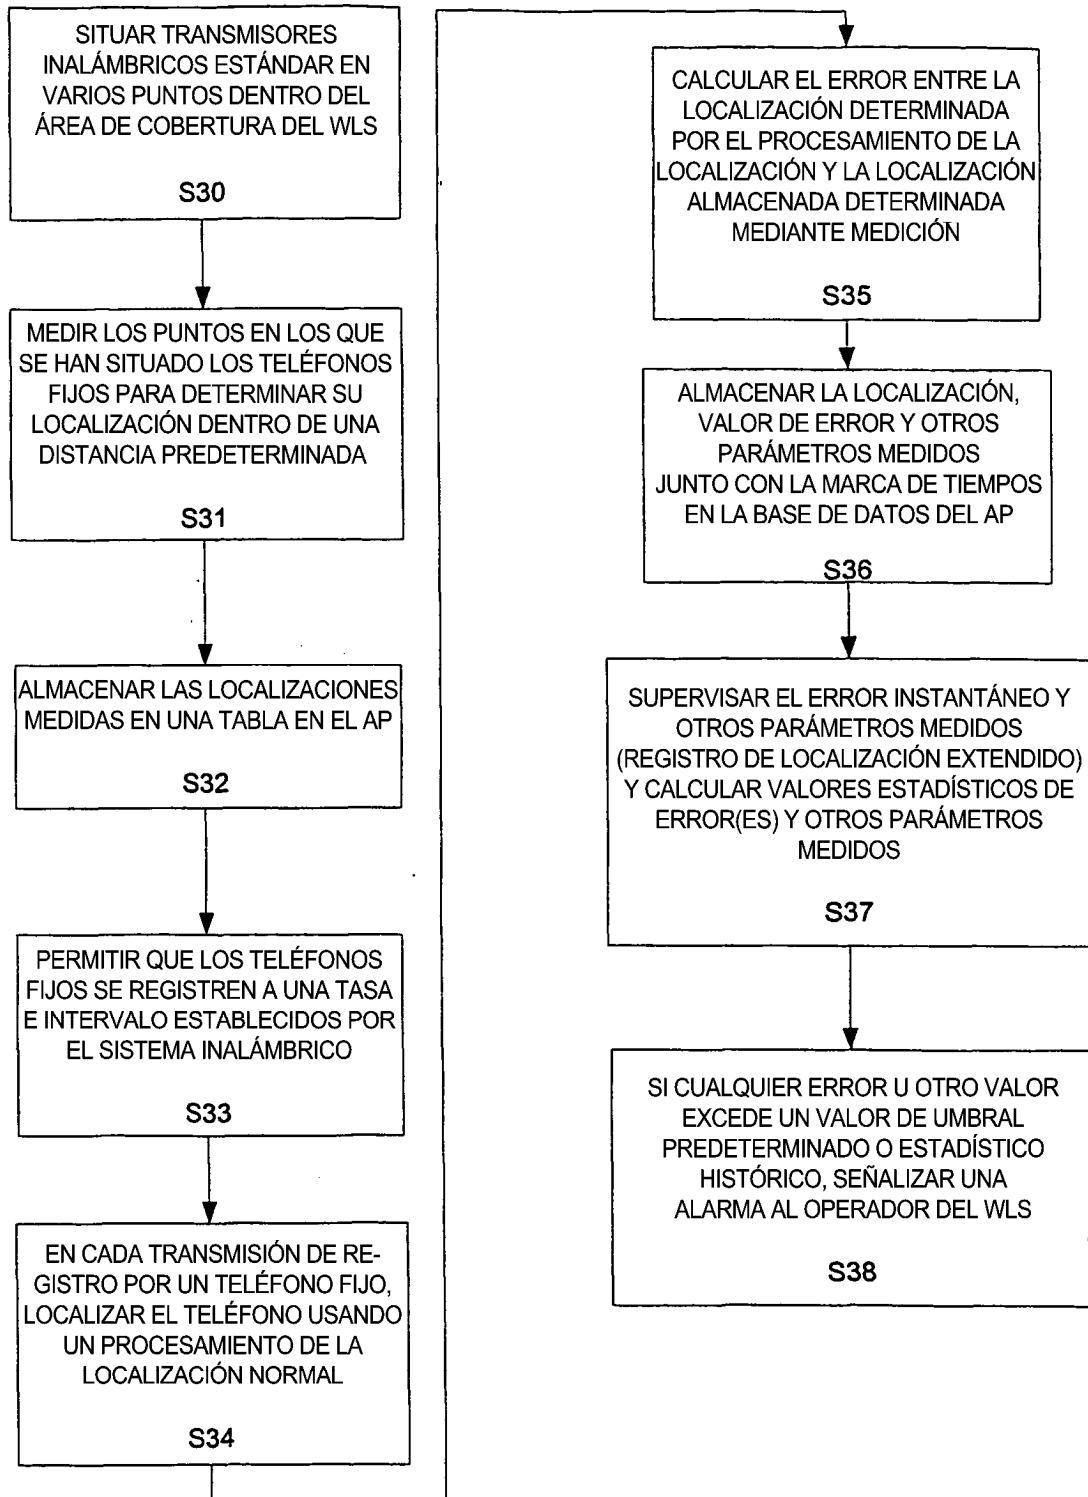 SITUAR TRANSMISORES
INALÁMBRICOS ESTÁNDAR EN
VARIOS PUNTOS DENTRO DEL
ÁREA DE COBERTURA DEL WLS
S30
MEDIR LOS PUNTOS EN LOS QUE
SE HAN SITUADO LOS TELÉFONOS
FIJOS PARA DETERMINAR SU
LOCALIZACIÓN DENTRO DE UNA
DISTANCIA PREDETERMINADA
S31
ALMACENAR LAS LOCALIZACIONES
MEDIDAS EN UNA TABLA EN EL AP
S32
PERMITIR QUE LOS TELÉFONOS
FIJOS SE REGISTREN A UNA TASA
E INTERVALO ESTABLECIDOS POR
EL SISTEMA INALÁMBRICO
S33
EN CADA TRANSMISIÓN DE RE-
GISTRO POR UN TELÉFONO FIJO,
LOCALIZAR EL TELÉFONO USANDO
UN PROCESAMIENTO DE LA
LOCALIZACIÓN NORMAL
S34
CALCULAR EL ERROR ENTRE LA
LOCALIZACIÓN DETERMINADA
POR EL PROCESAMIENTO DE LA
LOCALIZACIÓN Y LA LOCALIZACIÓN
ALMACENADA DETERMINADA
MEDIANTE MEDICIÓN
S35
ALMACENAR LA LOCALIZACIÓN,
VALOR DE ERROR Y OTROS
PARÁMETROS MEDIDOS
JUNTO CON LA MARCA DE TIEMPOS
EN LA BASE DE DATOS DEL AP
S36
SUPERVISAR EL ERROR INSTANTÁNEO Y
OTROS PARÁMETROS MEDIDOS
(REGISTRO DE LOCALIZACIÓN EXTENDIDO)
Y CALCULAR VALORES ESTADÍSTICOS DE
ERROR(ES) Y OTROS PARÁMETROS
MEDIDOS
S37
SI CUALQUIER ERROR U OTRO VALOR
EXCEDE UN VALOR DE UMBRAL
PREDETERMINADO O ESTADÍSTICO
HISTÓRICO, SEÑALIZAR UNA
ALARMA AL OPERADOR DEL WLS
S38